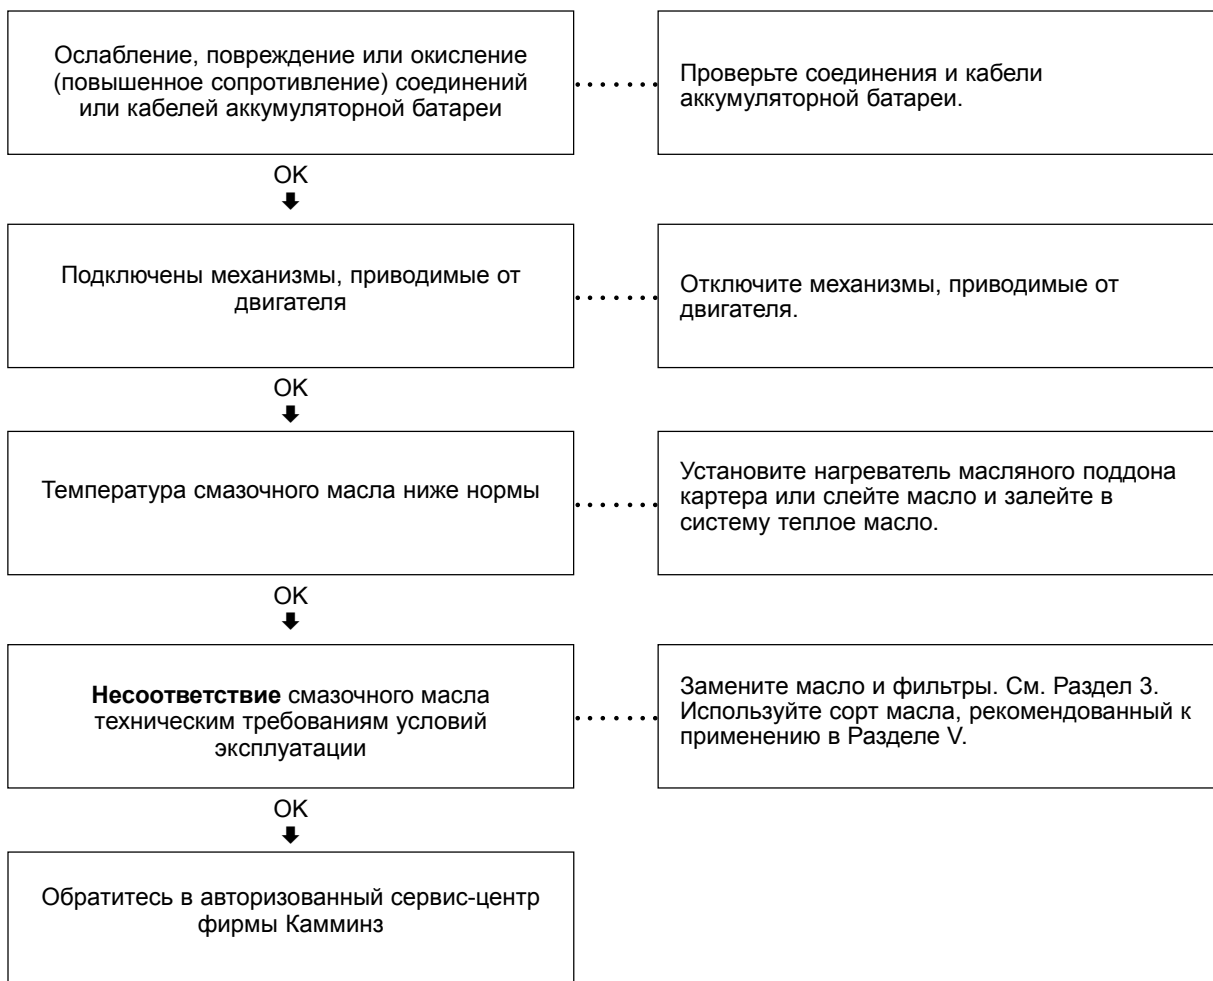 Ослабление, повреждение или окисление
(повышенное сопротивление) соединений
или кабелей аккумуляторной батареи
Проверьте соединения и кабели
аккумуляторной батареи.
OK
Подключены механизмы, приводимые от
двигателя
Отключите механизмы, приводимые от
двигателя.
OK
Температура смазочного масла ниже нормы
Установите нагреватель масляного поддона
картера или слейте масло и залейте в
систему теплое масло.
OK
Несоответствие смазочного масла
техническим требованиям условий
эксплуатации
Замените масло и фильтры. См. Раздел 3.
Используйте сорт масла, рекомендованный к
применению в Разделе V.
OK
Обратитесь в авторизованный сервис-центр
фирмы Камминз